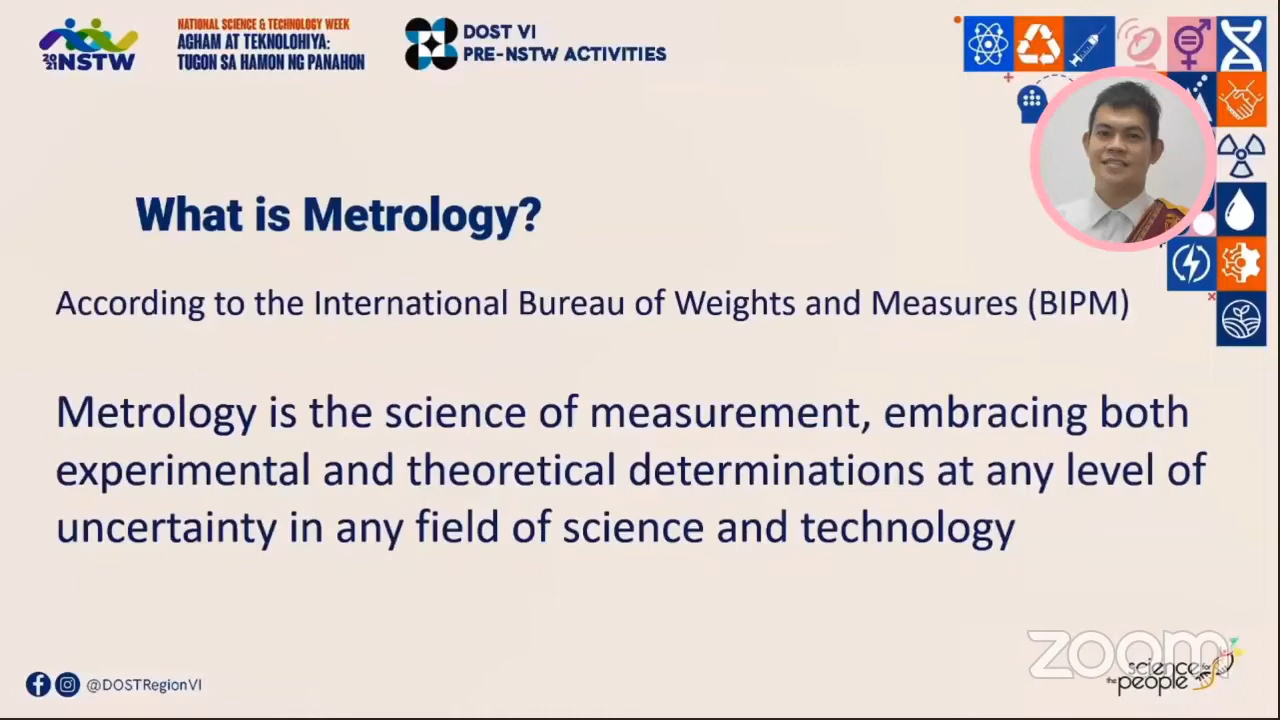 2021 NSTW
NATIONAL SCIENCE & TECHNOLOGY WEEK
AGHAM AT TEKNOLOHIYA:
TUGON SA HAMON NG PANAHON
DOST VI
PRE-NSTW ACTIVITIES
What is Metrology?
According to the International Bureau of Weights and Measures (BIPM)
Metrology is the science of measurement, embracing both
experimental and theoretical determinations at any level of
uncertainty in any field of science and technology
@DOSTRegionVI
zoom
science for
the people